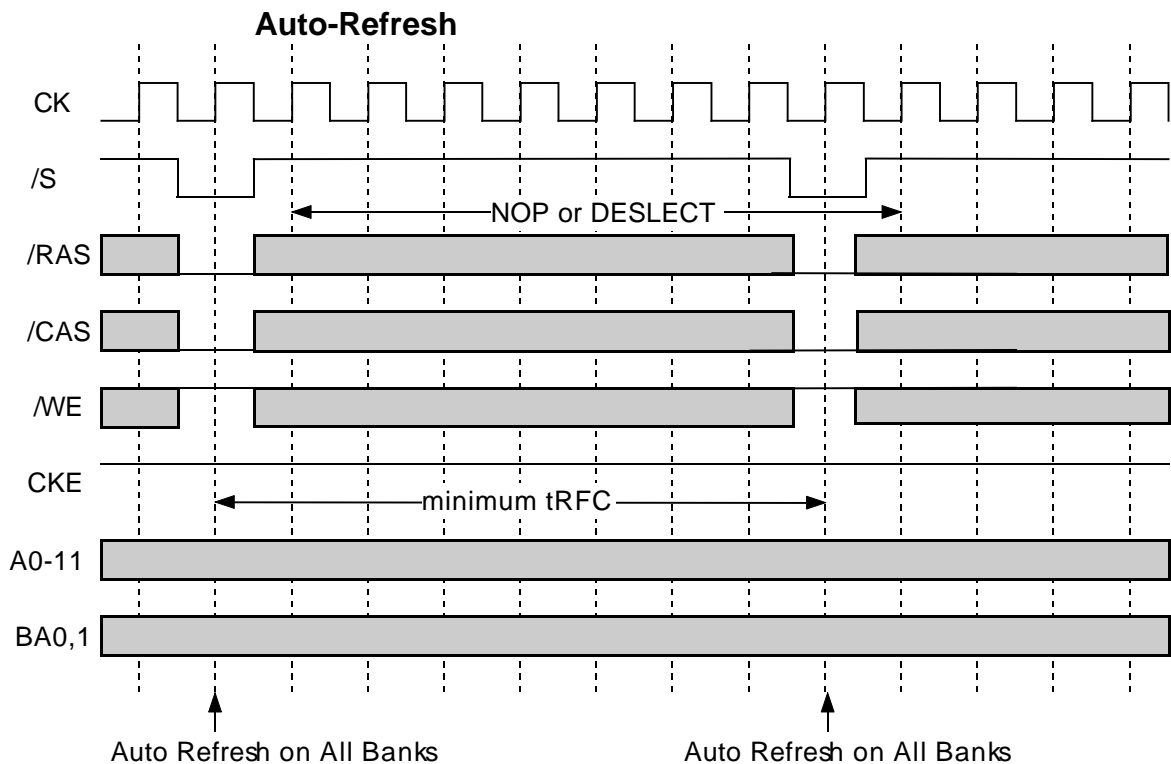 Auto-Refresh
CK
/S
NOP or DESLECT
/RAS
/CAS
/WE
CKE
minimum tRFC
A0-11
BA0,1
Auto Refresh on All Banks
Auto Refresh on All Banks